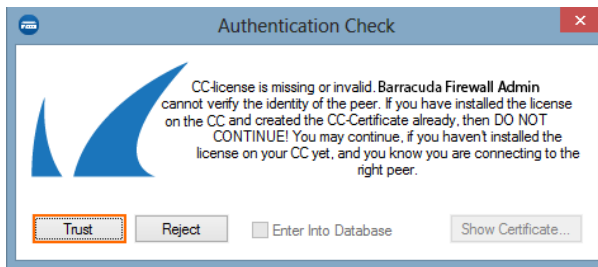 Authentication Check
CC-license is missing or invalid. Barracuda Firewall Admin
cannot verify the identity of the peer. If you have installed the license
on the CC and created the CC-Certificate already, then DO NOT
CONTINUE! You may continue, if you haven't installed the
license on your CC yet, and you know you are connecting to the
right peer.
Trust Reject Enter Into Database Show Certificate...